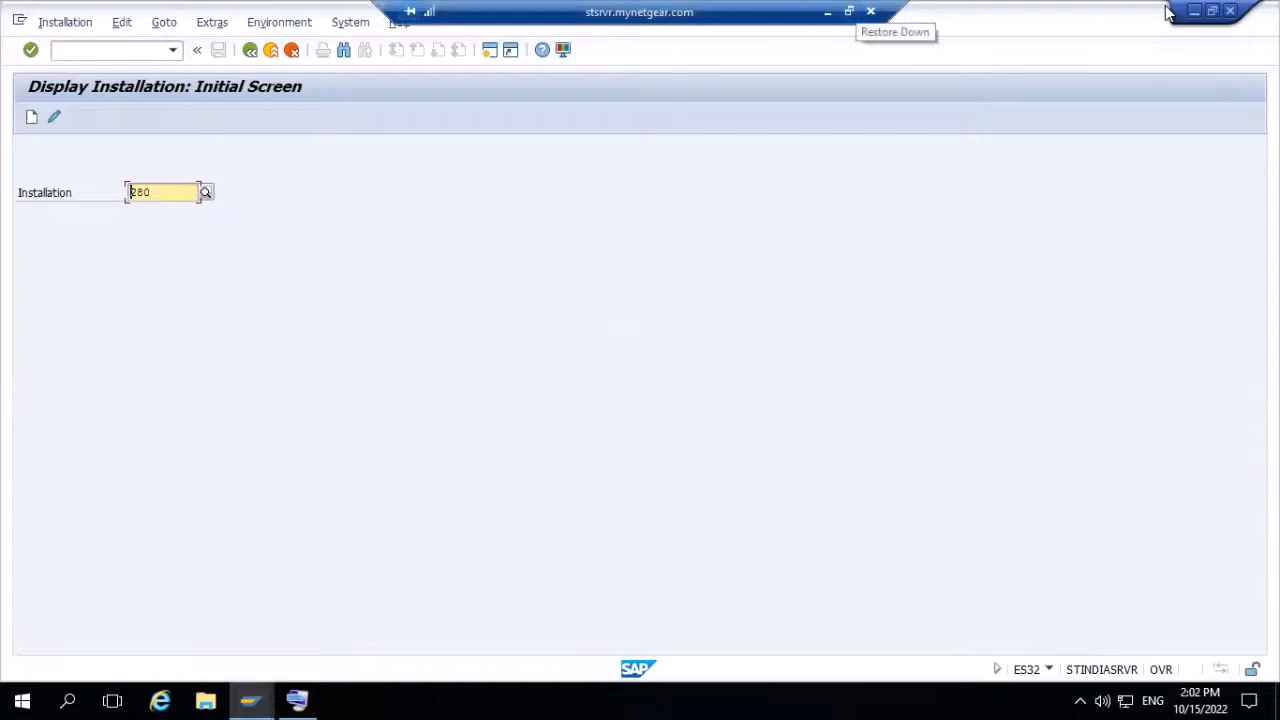 stsrvr.mynetgear.com
Installation Edit Goto Extras Environment System Help
Restore Down
Display Installation: Initial Screen
Installation 280
SAP
ES32 STINDIASRVR OVR
ENG
2:02 PM
10/15/2022